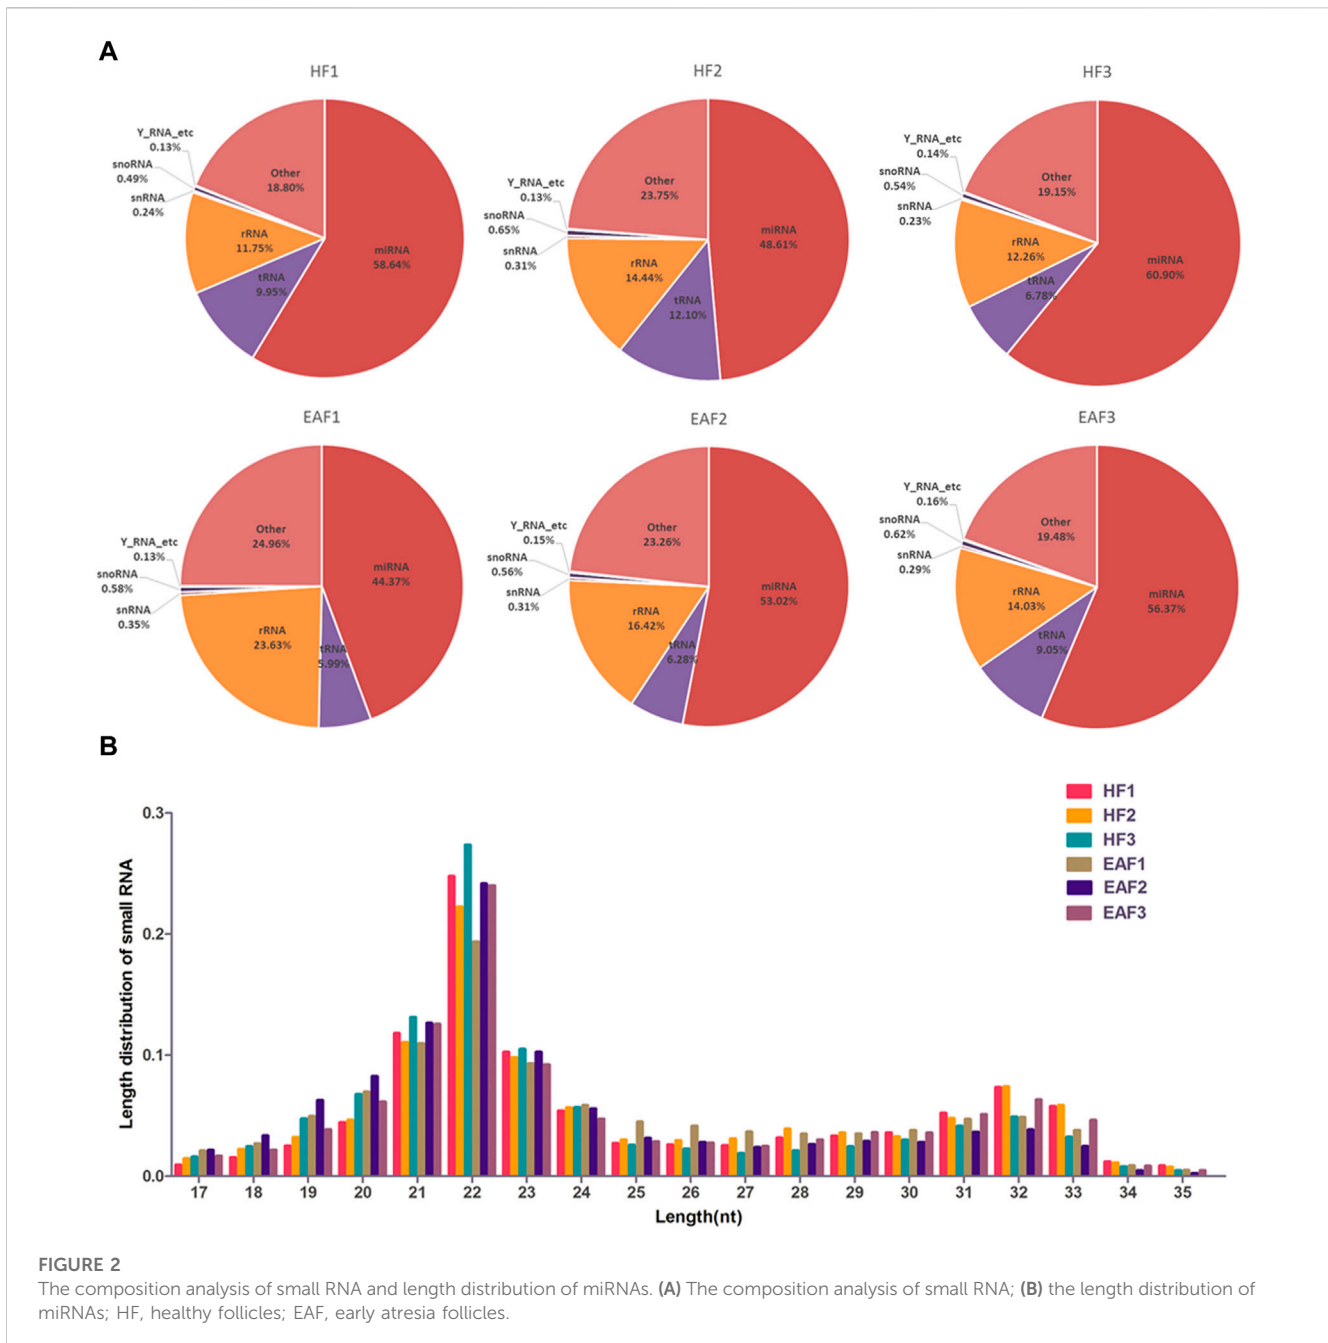 A
HF1
HF2
HF3
Y_RNA_etc
0.13%
snoRNA
0.49%
snRNA
0.24%
Other
18.80%
rRNA
11.75%
tRNA
9.95%
miRNA
58.64%
Y_RNA_etc
0.13%
snoRNA
0.65%
snRNA
0.31%
Other
23.75%
rRNA
14.44%
tRNA
12.10%
miRNA
48.61%
Y_RNA_etc
0.14%
snoRNA
0.54%
snRNA
0.23%
Other
19.15%
rRNA
12.26%
tRNA
6.78%
miRNA
60.90%
EAF1
EAF2
EAF3
Y_RNA_etc
0.13%
snoRNA
0.58%
snRNA
0.35%
Other
24.96%
rRNA
23.63%
tRNA
5.99%
miRNA
44.37%
Y_RNA_etc
0.15%
snoRNA
0.56%
snRNA
0.31%
Other
23.26%
rRNA
16.42%
tRNA
6.28%
miRNA
53.02%
Y_RNA_etc
0.16%
snoRNA
0.62%
snRNA
0.29%
Other
19.48%
rRNA
14.03%
tRNA
9.05%
miRNA
56.37%
B
HF1
HF2
HF3
EAF1
EAF2
EAF3
Length distribution of small RNA
0.3
0.2
0.1
0.0
17 18 19 20 21 22 23 24 25 26 27 28 29 30 31 32 33 34 35
Length(nt)
FIGURE 2
The composition analysis of small RNA and length distribution of miRNAs. (A) The composition analysis of small RNA; (B) the length distribution of
miRNAs; HF, healthy follicles; EAF, early atresia follicles.